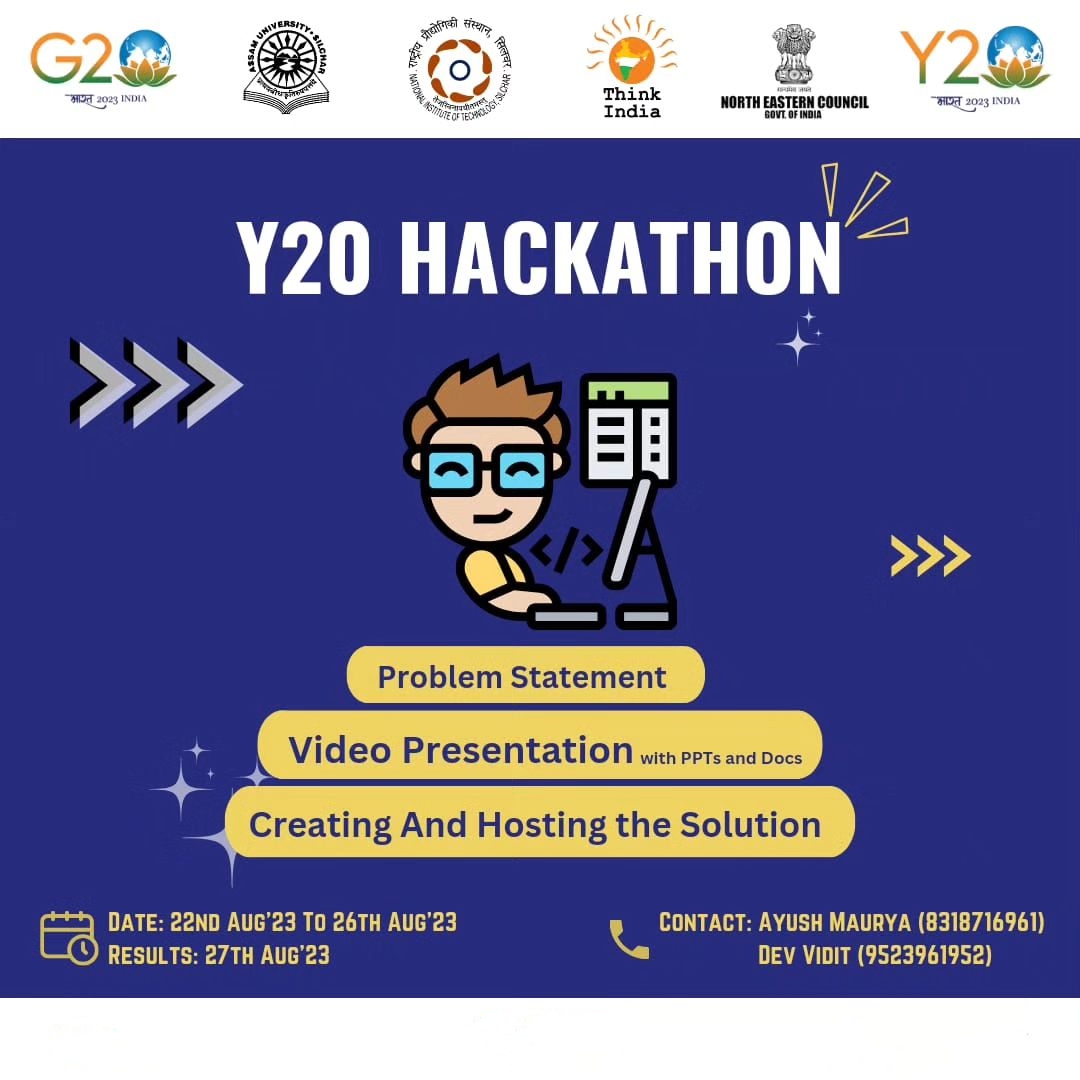 G20
भारत 2023 INDIA
ASSAM UNIVERSITY • SILCHAR
राष्ट्रीय प्रौद्योगिकी संस्थान, सिलचर
NATIONAL INSTITUTE OF TECHNOLOGY, SILCHAR
Think
India
सत्यमेव जयते
NORTH EASTERN COUNCIL
GOVT. OF INDIA
Y20
भारत 2023 INDIA
Y20 HACKATHON
</>
Problem Statement
Video Presentation with PPTs and Docs
Creating And Hosting the Solution
Date: 22nd Aug'23 To 26th Aug'23
Results: 27th Aug'23
Contact: Ayush Maurya (8318716961)
Dev Vidit (9523961952)